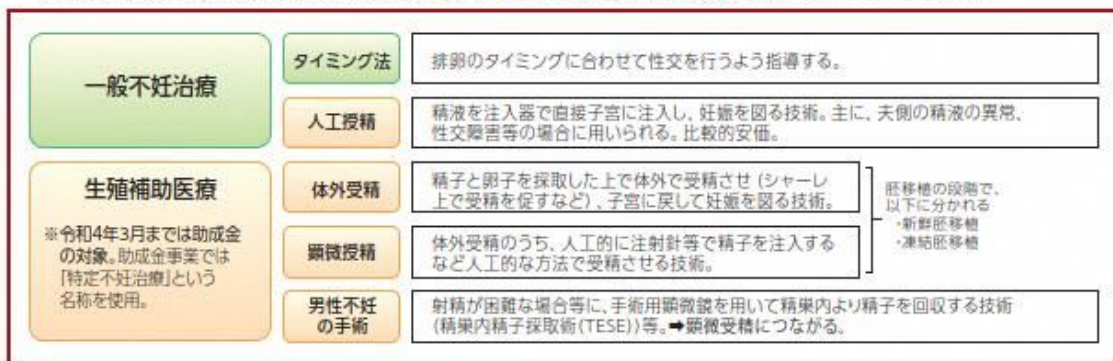 一般不妊治療
タイミング法
排卵のタイミングに合わせて性交を行うよう指導する。
人工授精
精液を注入器で直接子宮に注入し、妊娠を図る技術。主に、夫側の精液の異常、
性交障害等の場合に用いられる。比較的安価。
生殖補助医療
※令和4年3月までは助成金
の対象。助成金事業では
「特定不妊治療」という
名称を使用。
体外受精
精子と卵子を採取した上で体外で受精させ（シャーレ
上で受精を促すなど）、子宮に戻して妊娠を図る技術。
顕微授精
体外受精のうち、人工的に注射針等で精子を注入する
など人工的な方法で受精させる技術。
胚移植の段階で、
以下に分かれる
・新鮮胚移植
・凍結胚移植
男性不妊
の手術
射精が困難な場合等に、手術用顕微鏡を用いて精巣内より精子を回収する技術
(精巣内精子採取術(TESE))等。➡顕微受精につながる。